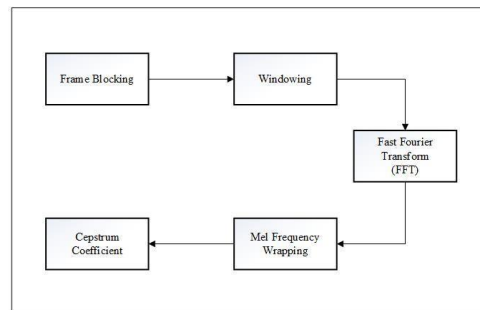 Frame Blocking
Windowing
Fast Fourier
Transform
(FFT)
Mel Frequency
Wrapping
Cepstrum
Coefficient